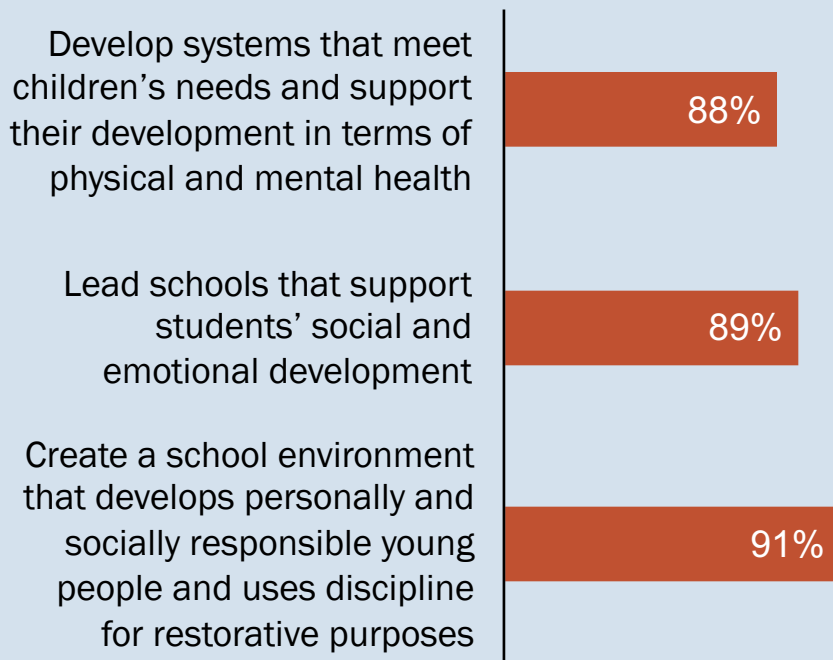 Develop systems that meet
children’s needs and support
their development in terms of
physical and mental health
88%
Lead schools that support
students’ social and
emotional development
89%
Create a school environment
that develops personally and
socially responsible young
people and uses discipline
for restorative purposes
91%